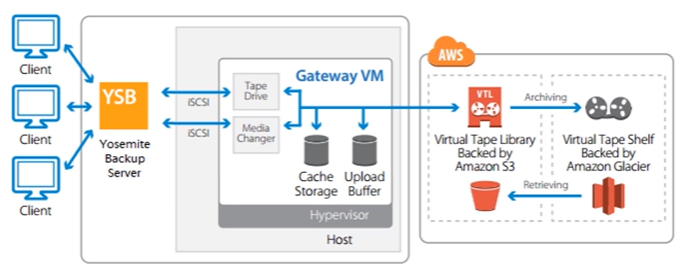 Client
Client
Client
YSB
Yosemite
Backup
Server
iSCSI
iSCSI
Gateway VM
Tape
Drive
Media
Changer
Cache
Storage
Upload
Buffer
Hypervisor
Host
AWS
VTL
Archiving
Virtual Tape Library
Backed by
Amazon S3
Virtual Tape Shelf
Backed by
Amazon Glacier
Retrieving